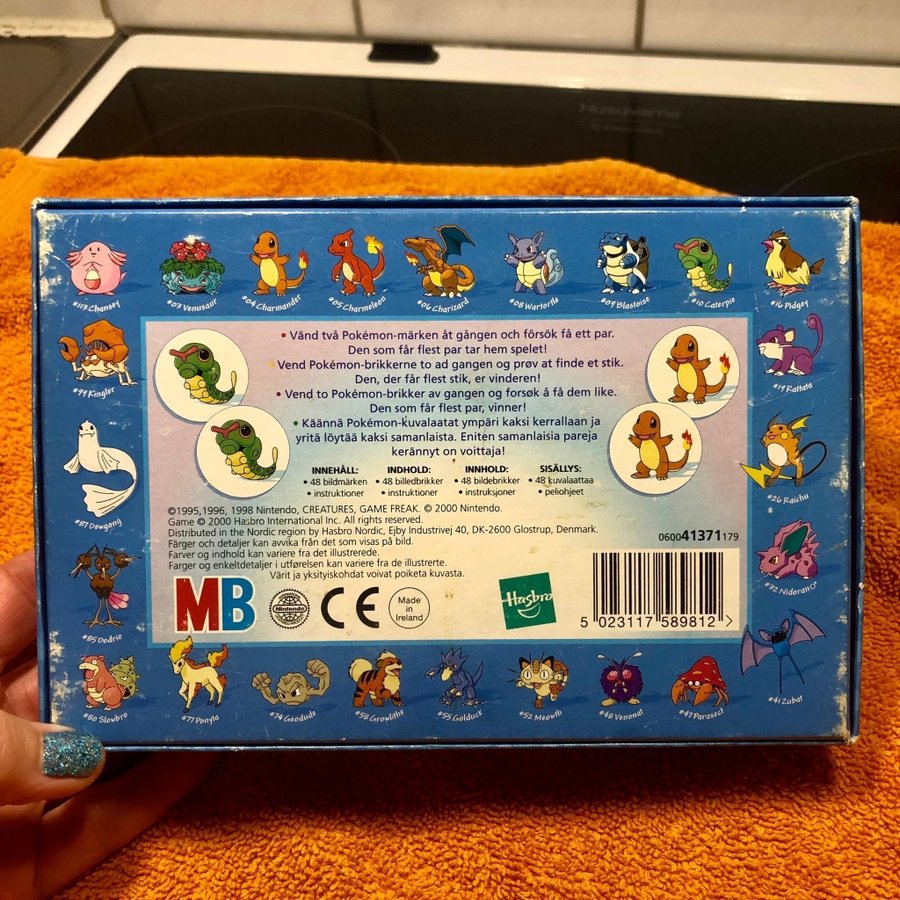 Husqvarna
#113 Chansey
#03 Venusaur
#04 Charmander
#05 Charmeleon
#06 Charizard
#08 Wartortle
#09 Blastoise
#10 Caterpie
#16 Pidgey
#99 Kingler
#19 Rattata
#87 Dewgong
#26 Raichu
#85 Dodrio
#32 Nidoran♂
• Vänd två Pokémon-märken åt gången och försök få ett par.
Den som får flest par tar hem spelet!
• Vend Pokémon-brikkerne to ad gangen og prøv at finde et stik.
Den, der får flest stik, er vinderen!
• Vend to Pokémon-brikker av gangen og forsøk å få dem like.
Den som får flest par, vinner!
• Käännä Pokémon-kuvalaatat ympäri kaksi kerrallaan ja
yritä löytää kaksi samanlaista. Eniten samanlaisia pareja
kerännyt on voittaja!
INNEHÅLL:
• 48 bildmärken
• instruktioner
INDHOLD:
• 48 billedbrikker
• instruktioner
INNHOLD:
• 48 bildebrikker
• instruksjoner
SISÄLLYS:
• 48 kuvalaattaa
• peliohjeet
©1995,1996, 1998 Nintendo, CREATURES, GAME FREAK. © 2000 Nintendo.
Game © 2000 Hasbro International Inc. All rights reserved.
Distributed in the Nordic region by Hasbro Nordic, Ejby Industrivej 40, DK-2600 Glostrup, Denmark.
Färger och detaljer kan avvika från det som visas på bild.
Farver og indhold kan variere fra det illustrerede.
Farger og enkeltdetaljer i utførelsen kan variere fra de illustrerte.
Värit ja yksityiskohdat voivat poiketa kuvasta.
060041371179
MB
Nintendo
CE
Made
in
Ireland
Hasbro
5 023117 589812 >
#80 Slowbro
#77 Ponyta
#74 Geodude
#58 Growlithe
#55 Golduck
#52 Meowth
#48 Venonat
#47 Parasect
#41 Zubat